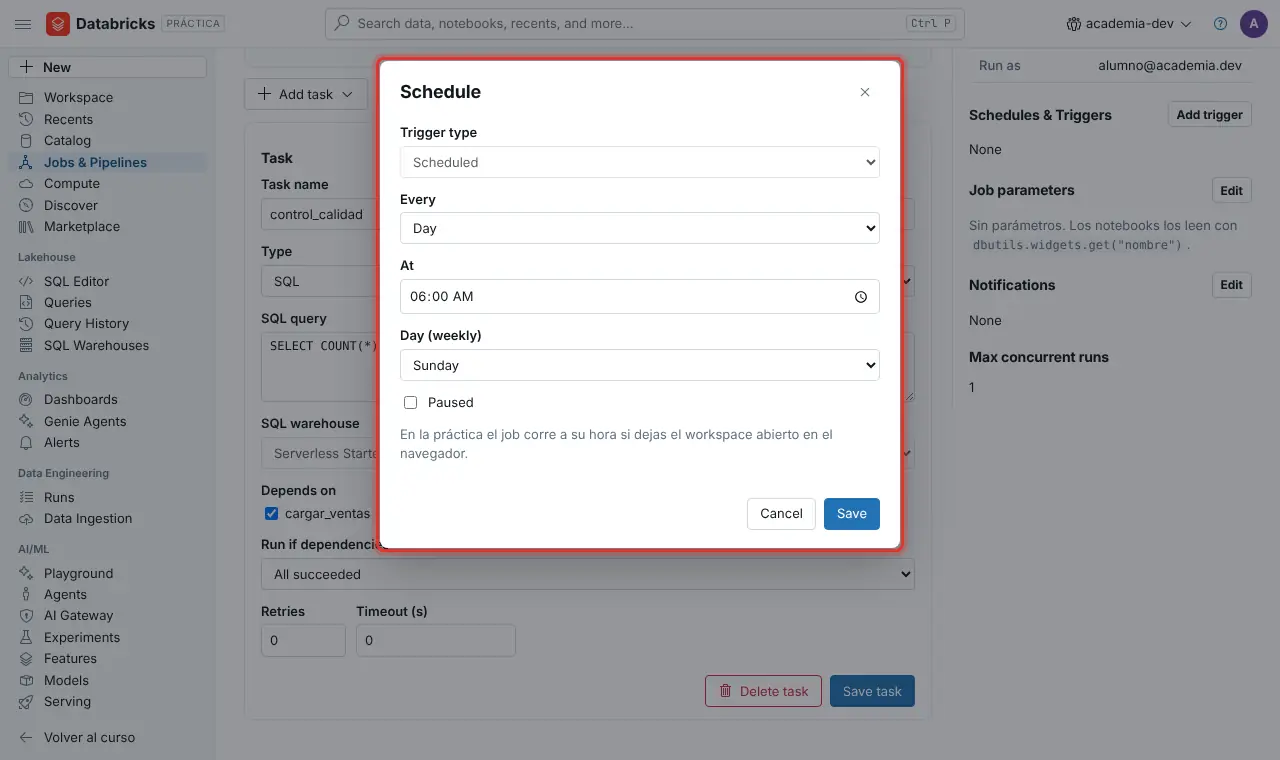 Databricks PRÁCTICA
Search data, notebooks, recents, and more... Ctrl P
academia-dev
A
New
Workspace
Recents
Catalog
Jobs & Pipelines
Compute
Discover
Marketplace
Lakehouse
SQL Editor
Queries
Query History
SQL Warehouses
Analytics
Dashboards
Genie Agents
Alerts
Data Engineering
Runs
Data Ingestion
AI/ML
Playground
Agents
AI Gateway
Experiments
Features
Models
Serving
Volver al curso
Add task
Task
Task name
control_calidad
Type
SQL
SQL query
SELECT COUNT(*)
SQL warehouse
Serverless
Depends on
cargar_ventas
Run if
All succeeded
Retries Timeout (s)
0 0
Delete task Save task
Schedule
Trigger type
Scheduled
Every
Day
At
06:00 AM
Day (weekly)
Sunday
Paused
En la práctica el job corre a su hora si dejas el workspace abierto en el
navegador.
Cancel Save
Run as alumno@academia.dev
Schedules & Triggers Add trigger
None
Job parameters Edit
Sin parámetros. Los notebooks los leen con
dbutils.widgets.get("nombre") .
Notifications Edit
None
Max concurrent runs
1